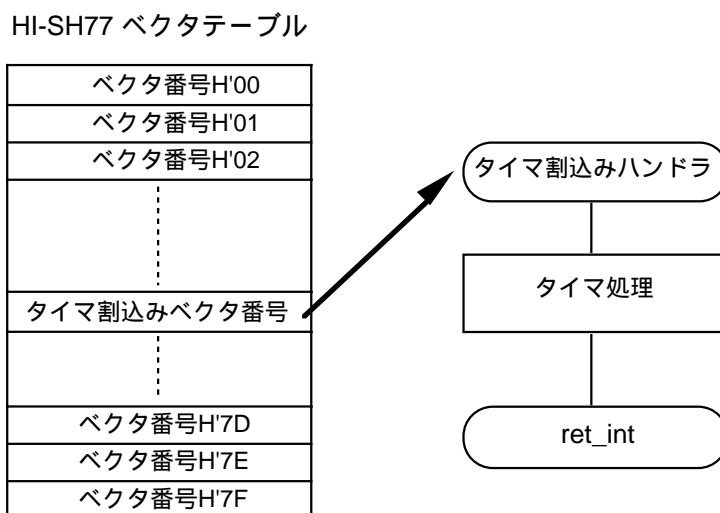 HI-SH77 ベクタテーブル
ベクタ番号H'00
ベクタ番号H'01
ベクタ番号H'02
タイマ割込みベクタ番号
ベクタ番号H'7D
ベクタ番号H'7E
ベクタ番号H'7F
タイマ割込みハンドラ
タイマ処理
ret_int